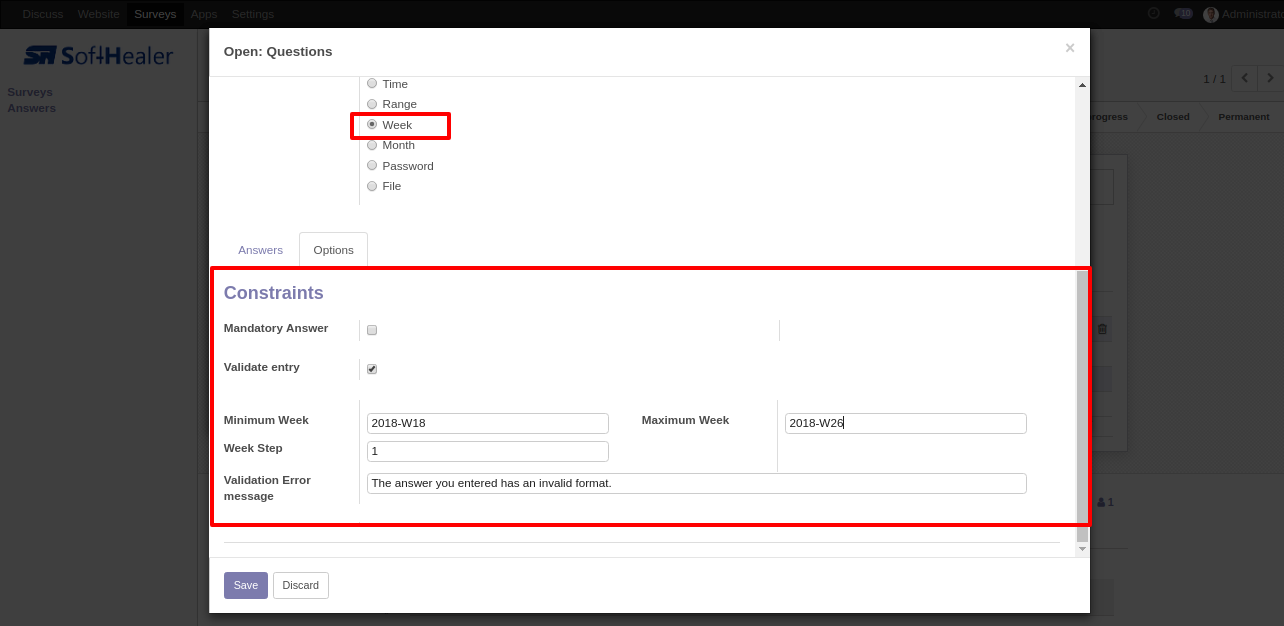 Discuss Website Surveys Apps Settings 10 Administrat
SoftHealer
Surveys
Answers
Open: Questions ×
1 / 1
rogress Closed Permanent
Time
Range
Week
Month
Password
File
Answers Options
Constraints
Mandatory Answer
Validate entry
Minimum Week 2018-W18 Maximum Week 2018-W26
Week Step 1
Validation Error
message
The answer you entered has an invalid format.
1
Save Discard